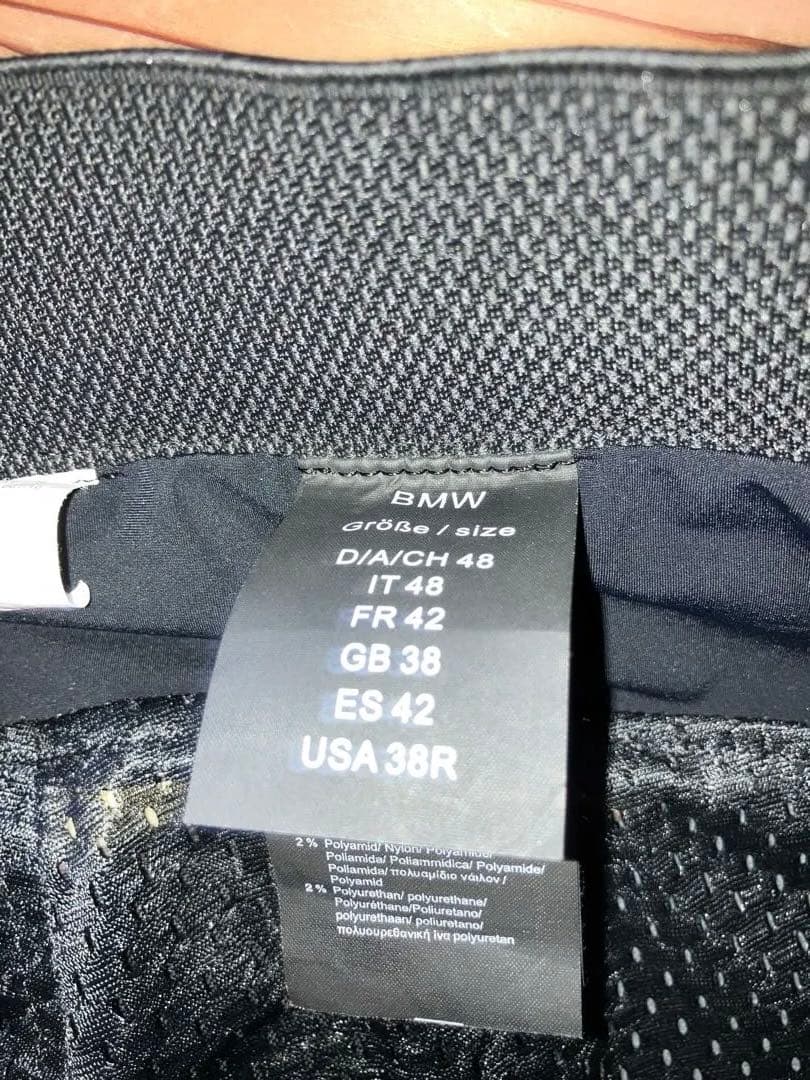 BMW
Größe / size
D/A/CH 48
IT 48
FR 42
GB 38
ES 42
USA 38R
2 % Polyamid/ Nylon/ Polyamide/
Poliamida/ Poliammidica/ Polyamide/
Poliamida/ πολυαμίδιο νάιλον /
Polyamid
2 % Polyurethan/ polyurethane/
Polyuréthane/Poliuretano/
polyurethaan/ poliuretano/
πολυουρεθανική ίνα polyuretan